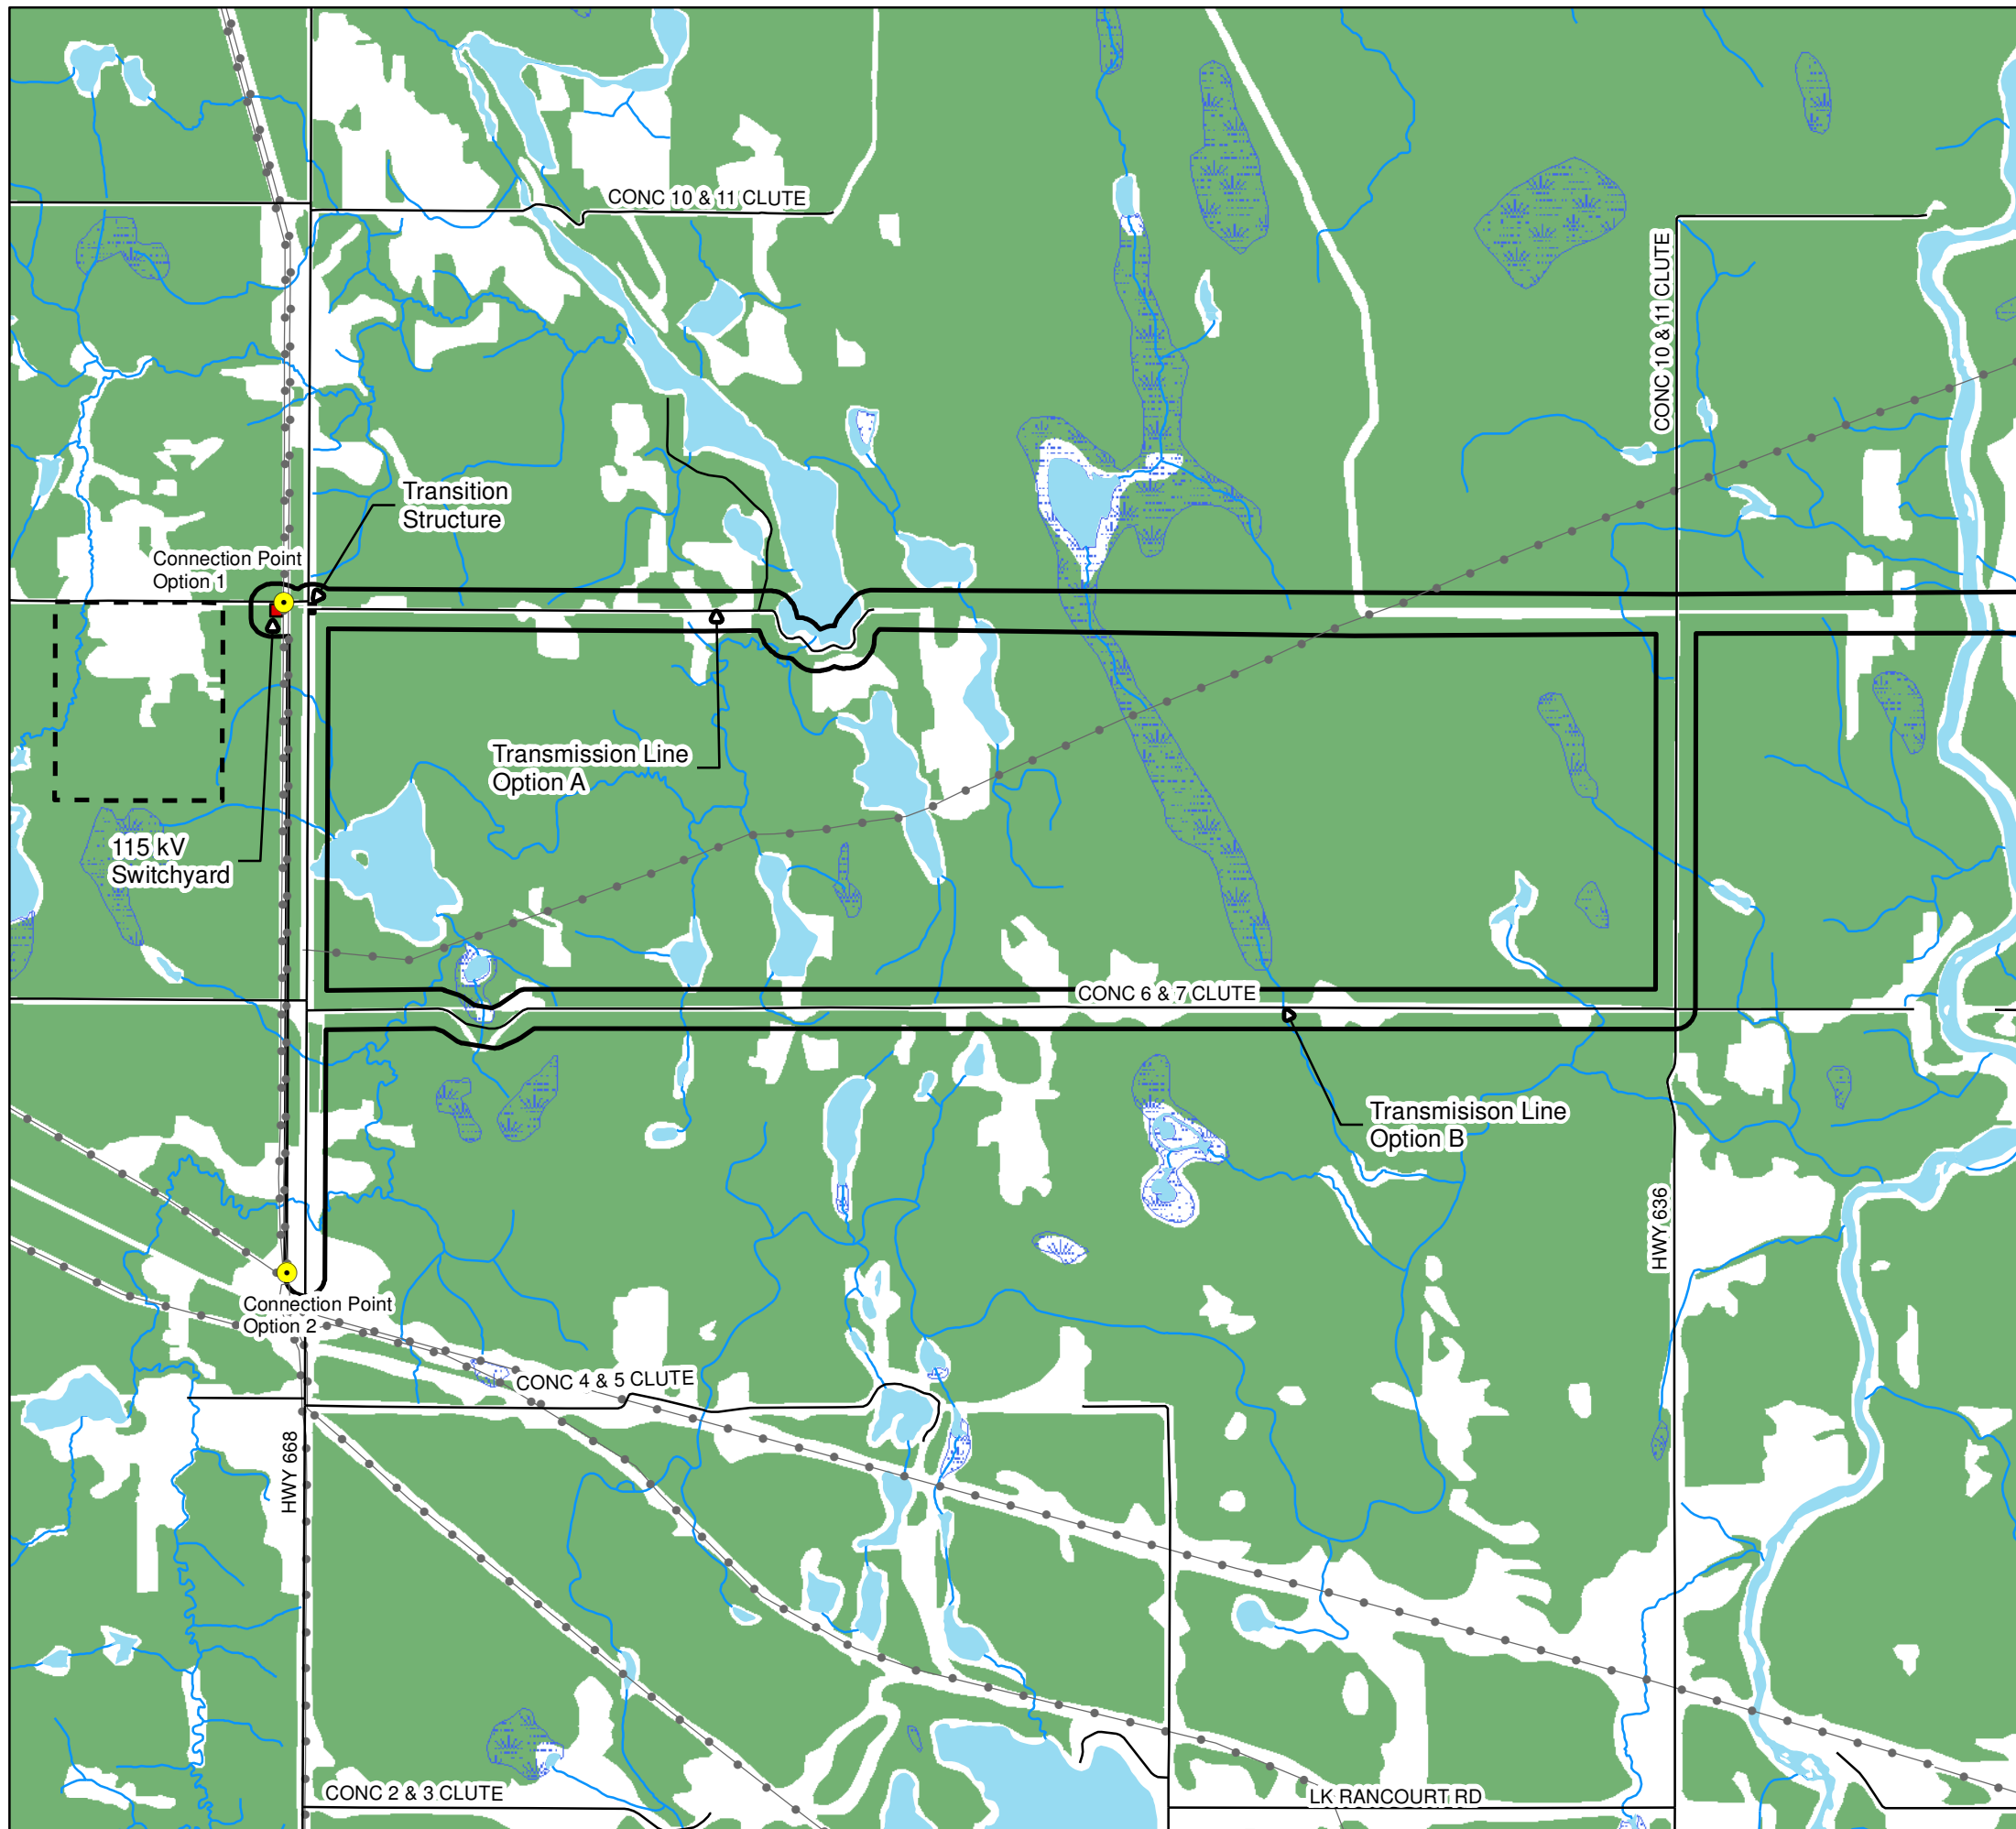 CONC 10 & 11 CLUTE
CONC 10 & 11 CLUTE
Transition
Structure
Connection Point
Option 1
Transmission Line
Option A
115 kV
Switchyard
CONC 6 & 7 CLUTE
Transmisison Line
Option B
HWY 636
Connection Point
Option 2
CONC 4 & 5 CLUTE
HWY 668
CONC 2 & 3 CLUTE
LK RANCOURT RD